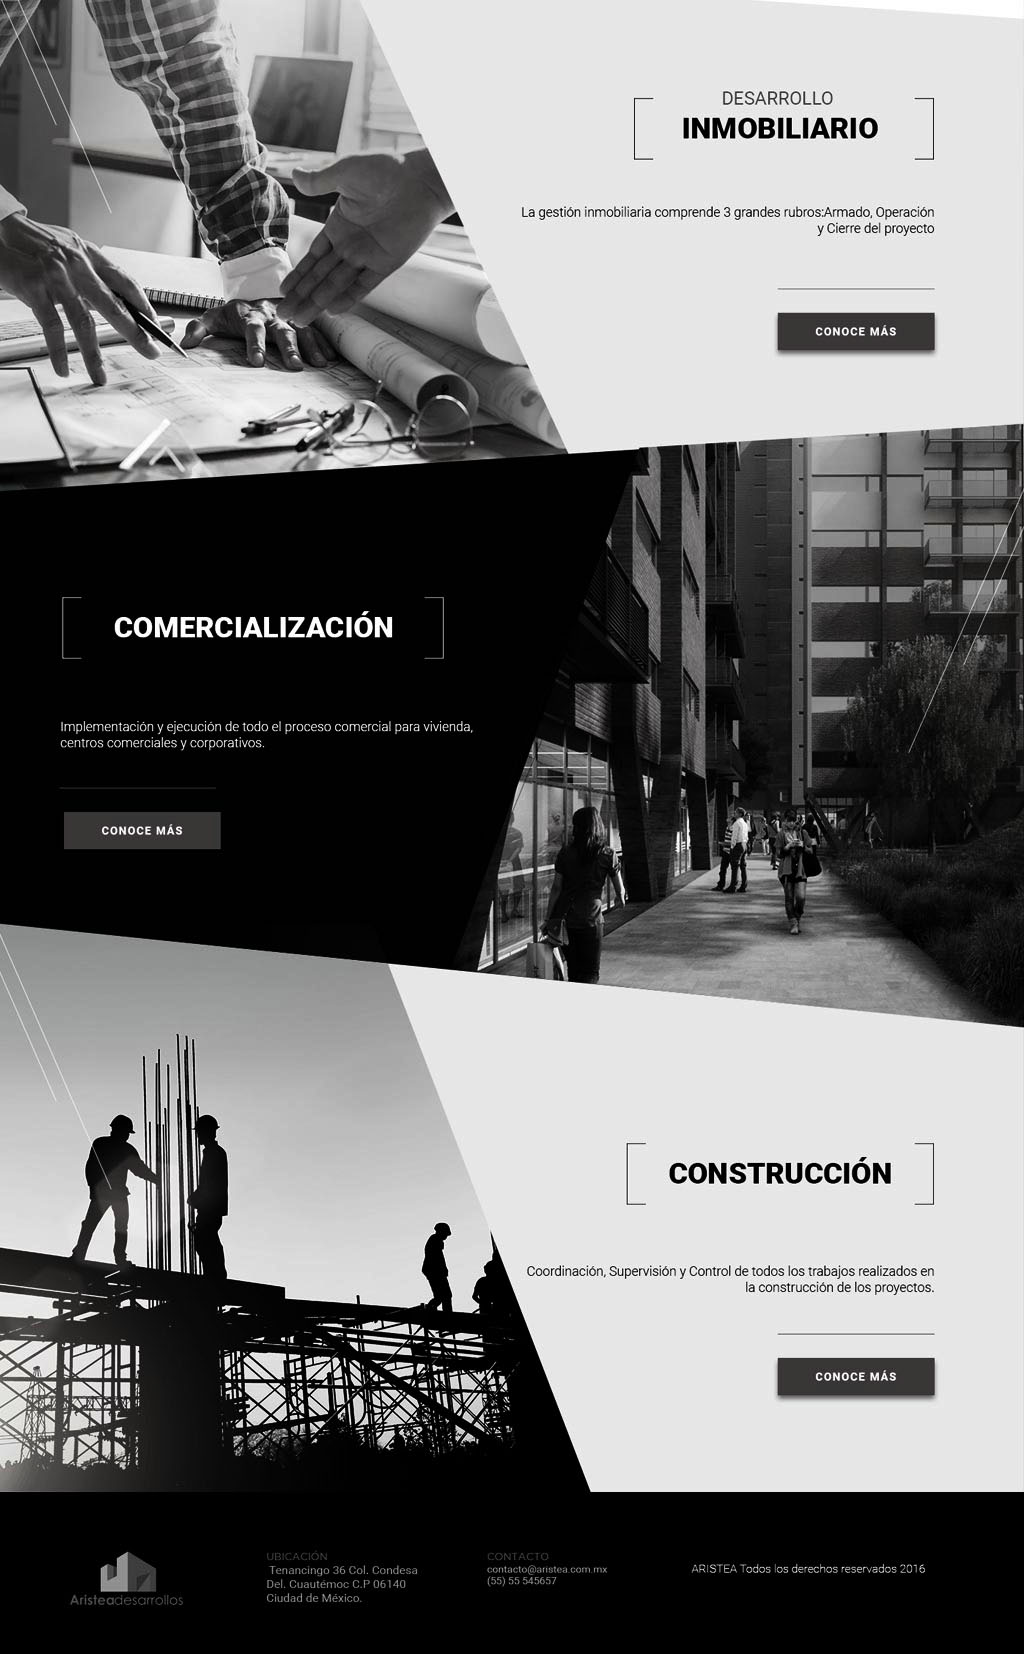 DESARROLLO
INMOBILIARIO
La gestión inmobiliaria comprende 3 grandes rubros:Armado, Operación
y Cierre del proyecto
CONOCE MÁS
COMERCIALIZACIÓN
Implementación y ejecución de todo el proceso comercial para vivienda,
centros comerciales y corporativos.
CONOCE MÁS
CONSTRUCCIÓN
Coordinación, Supervisión y Control de todos los trabajos realizados en
la construcción de los proyectos.
CONOCE MÁS
Aristeadesarrollos
UBICACIÓN
Tenancingo 36 Col. Condesa
Del. Cuautémoc C.P 06140
Ciudad de México.
CONTACTO
contacto@aristea.com.mx
(55) 55 545657
ARISTEA Todos los derechos reservados 2016